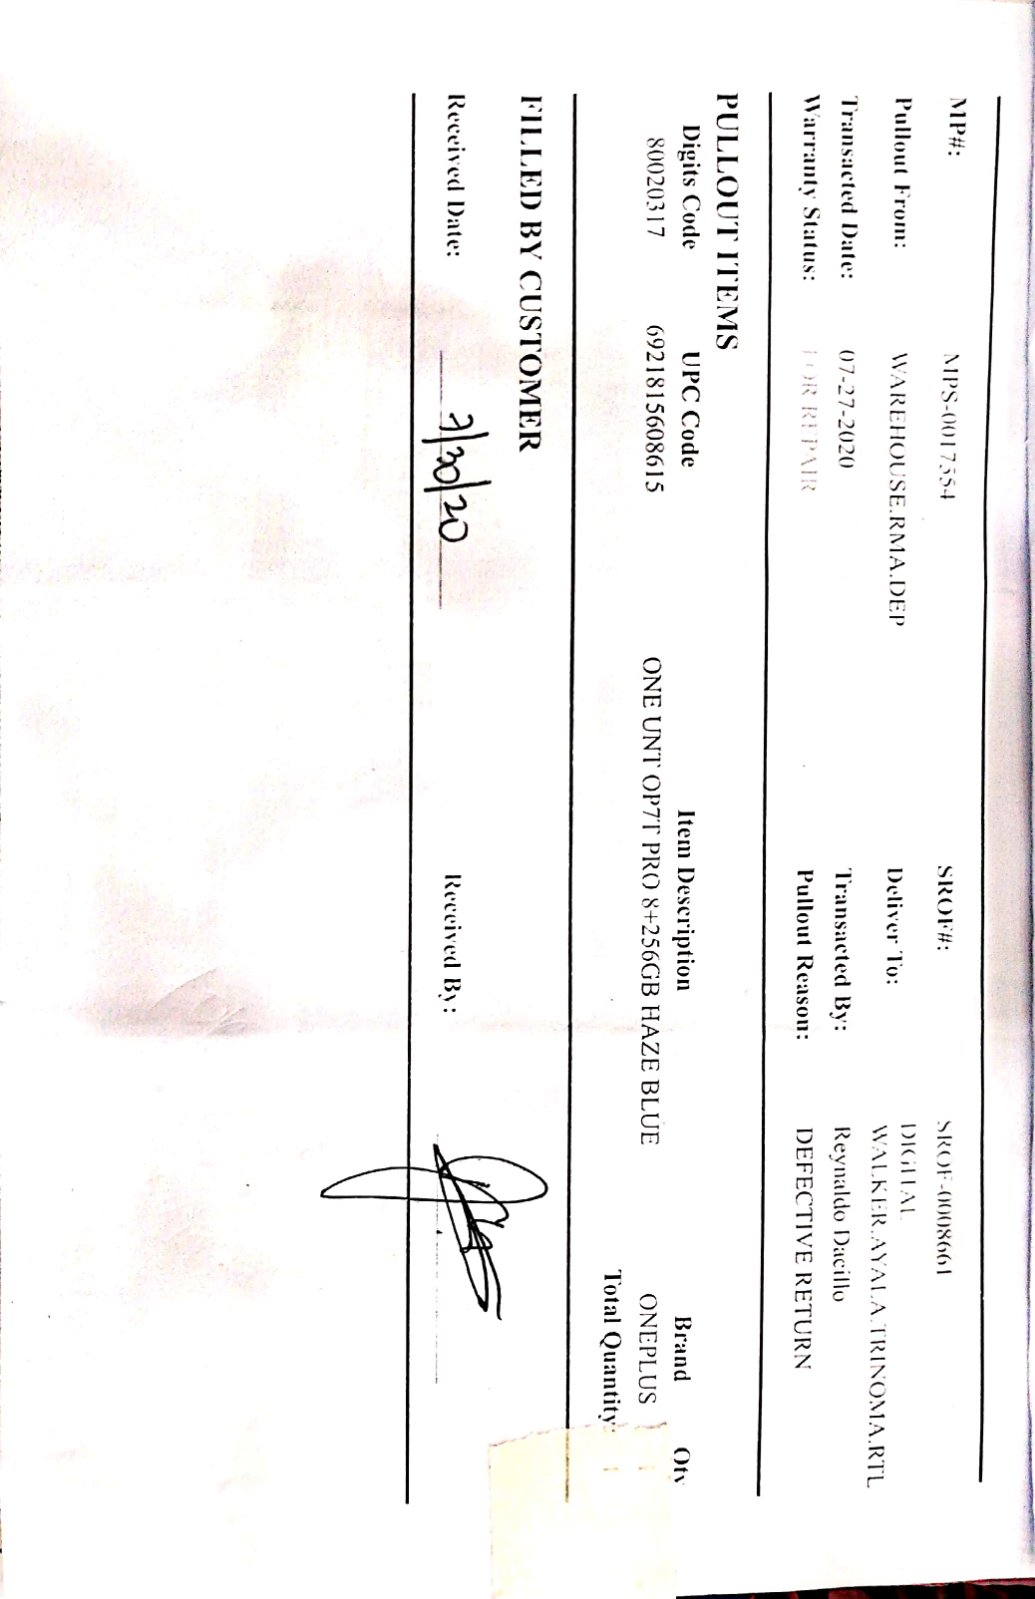 MP#: MPS-0017554 SROF#: SROF-0008661
Pullout From: WAREHOUSE.RMA.DEP Deliver To: DIGITAL
WALKER.AYALA.TRINOMA.RTL
Transacted Date: 07-27-2020 Transacted By: Reynaldo Dacillo
Warranty Status: FOR REPAIR Pullout Reason: DEFECTIVE RETURN
PULLOUT ITEMS
Digits Code UPC Code Item Description Brand Qty
80020317 6921815608615 ONE UNT OP7T PRO 8+256GB HAZE BLUE ONEPLUS 1
Total Quantity: 1
FILLED BY CUSTOMER
Received Date: 7/30/20 Received By: